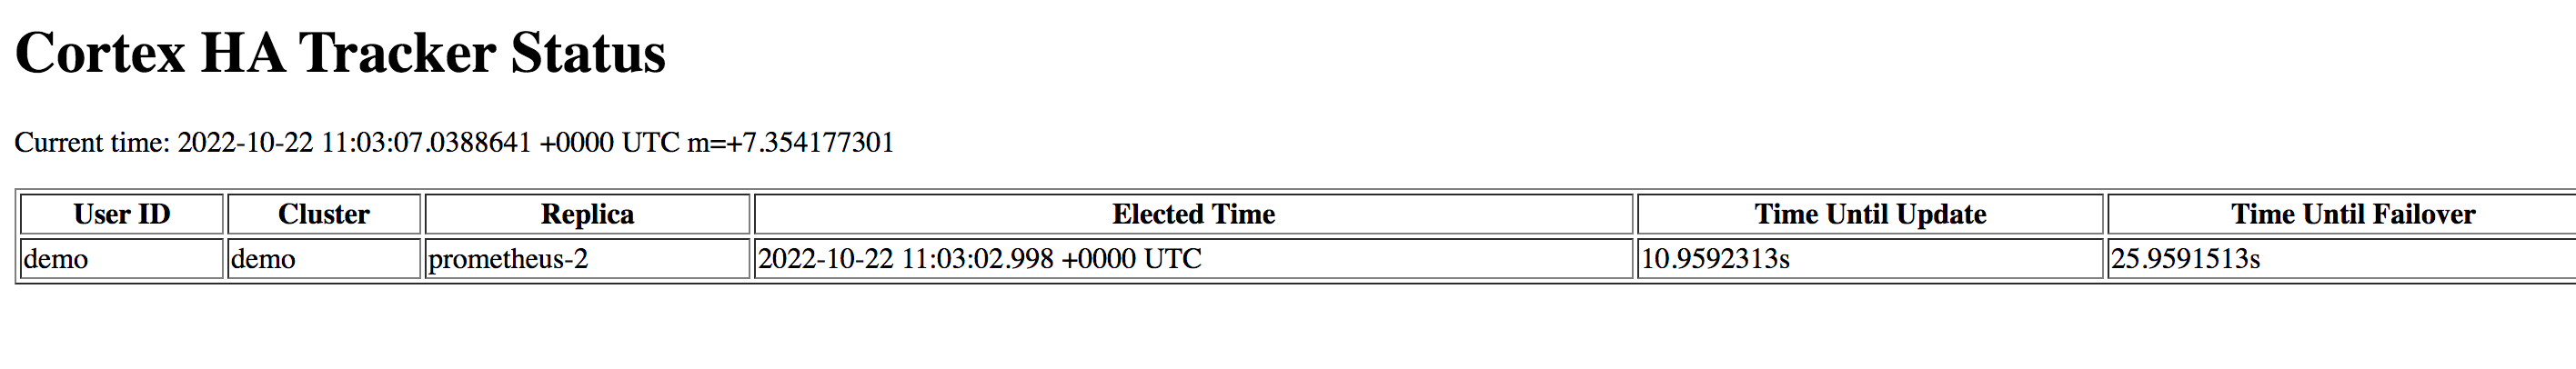 Cortex HA Tracker Status
Current time: 2022-10-22 11:03:07.0388641 +0000 UTC m=+7.354177301
User ID Cluster Replica Elected Time Time Until Update Time Until Failover
demo demo prometheus-2 2022-10-22 11:03:02.998 +0000 UTC 10.9592313s 25.9591513s